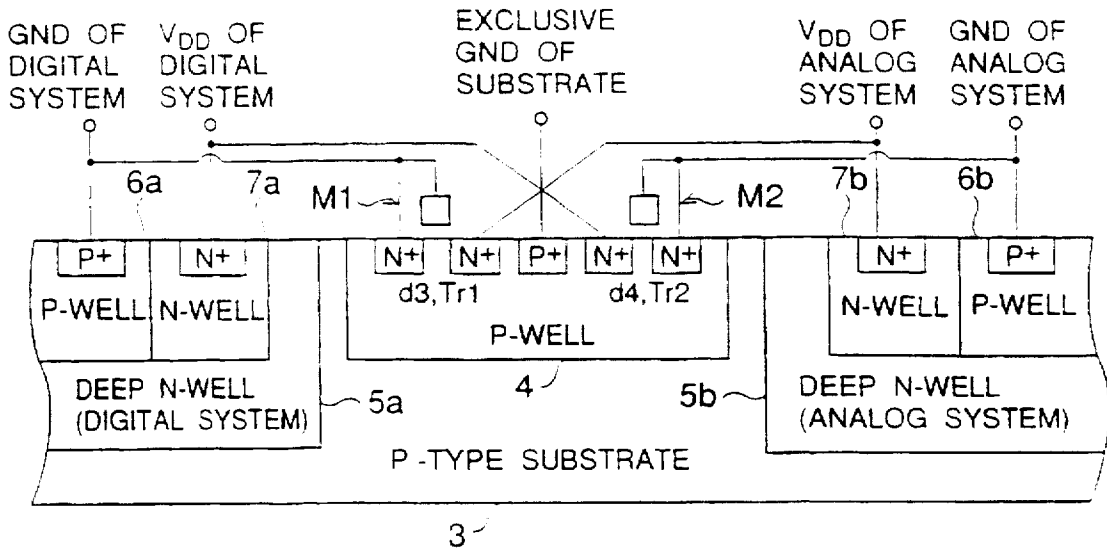 GND OF
DIGITAL
SYSTEM
VDD OF
DIGITAL
SYSTEM
EXCLUSIVE
GND OF
SUBSTRATE
VDD OF
ANALOG
SYSTEM
GND OF
ANALOG
SYSTEM
6a
7a
M1
M2
7b
6b
P+
N+
N+
N+
P+
N+
N+
N+
P+
d3,Tr1
d4,Tr2
P-WELL
N-WELL
P-WELL
N-WELL
P-WELL
4
DEEP N-WELL
(DIGITAL SYSTEM)
5a
5b
DEEP N-WELL
(ANALOG SYSTEM)
P-TYPE SUBSTRATE
3